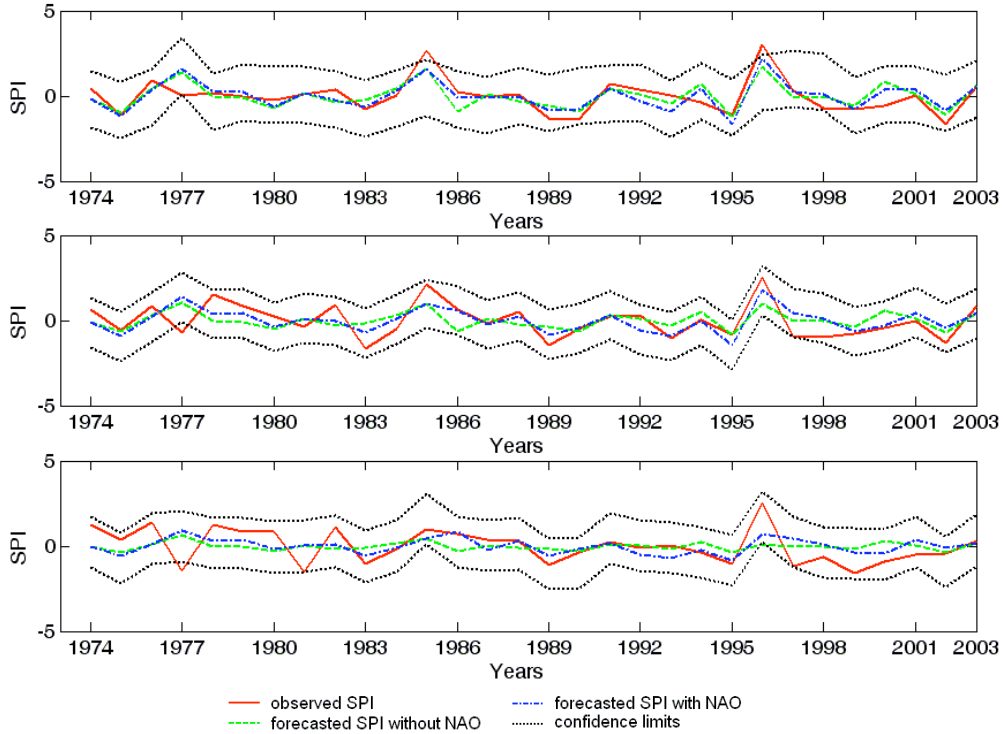 5
SPI
0
-5
1974 1977 1980 1983 1986 1989 1992 1995 1998 2001 2003
Years
5
SPI
0
-5
1974 1977 1980 1983 1986 1989 1992 1995 1998 2001 2003
Years
5
SPI
0
-5
1974 1977 1980 1983 1986 1989 1992 1995 1998 2001 2003
Years
observed SPI
forecasted SPI with NAO
forecasted SPI without NAO
confidence limits